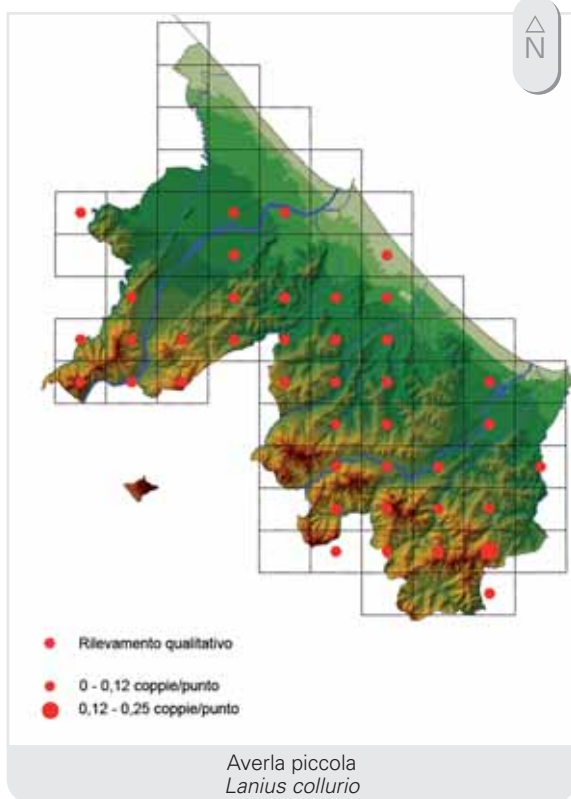 N
Rilevamento qualitativo
0 - 0,12 coppie/punto
0,12 - 0,25 coppie/punto
Averla piccola
Lanius collurio